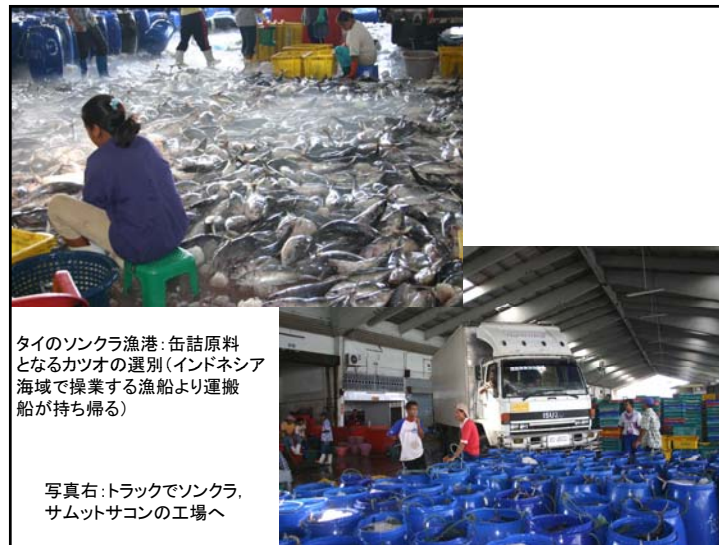 タイのソンクラ漁港:缶詰原料
となるカツオの選別(インドネシア
海域で操業する漁船より運搬
船が持ち帰る)
写真右:トラックでソンクラ,
サムットサコンの工場へ
ISUZU